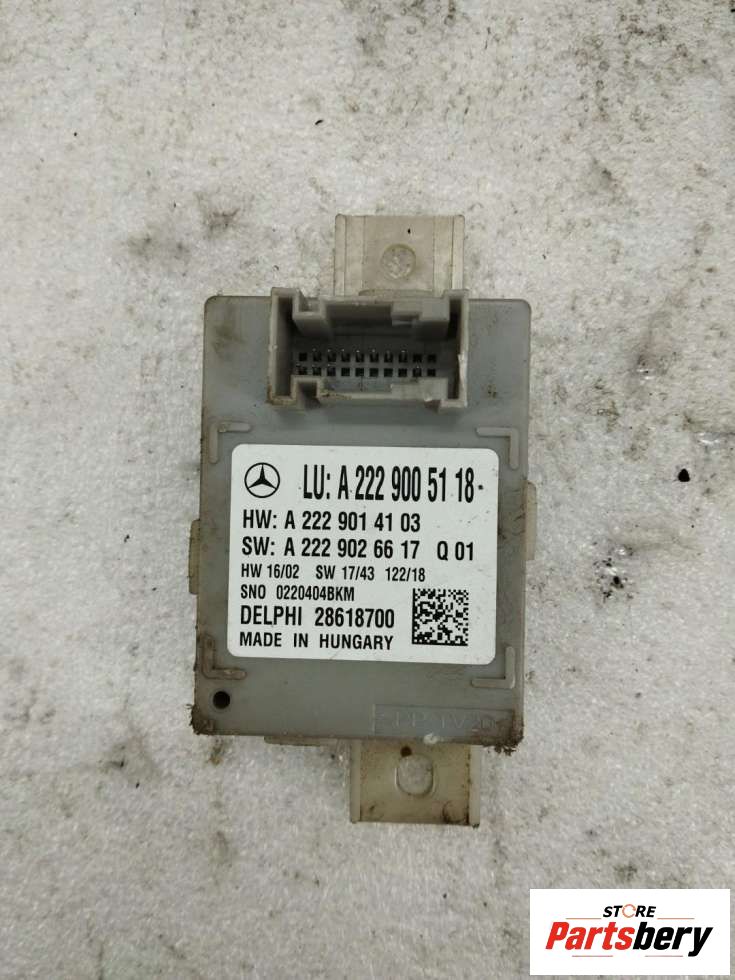 LU: A 222 900 51 18-
HW: A 222 901 41 03
SW: A 222 902 66 17 Q 01
HW 16/02 SW 17/43 122/18
SNO 0220404BKM
DELPHI 28618700
MADE IN HUNGARY
STORE
Partsbery